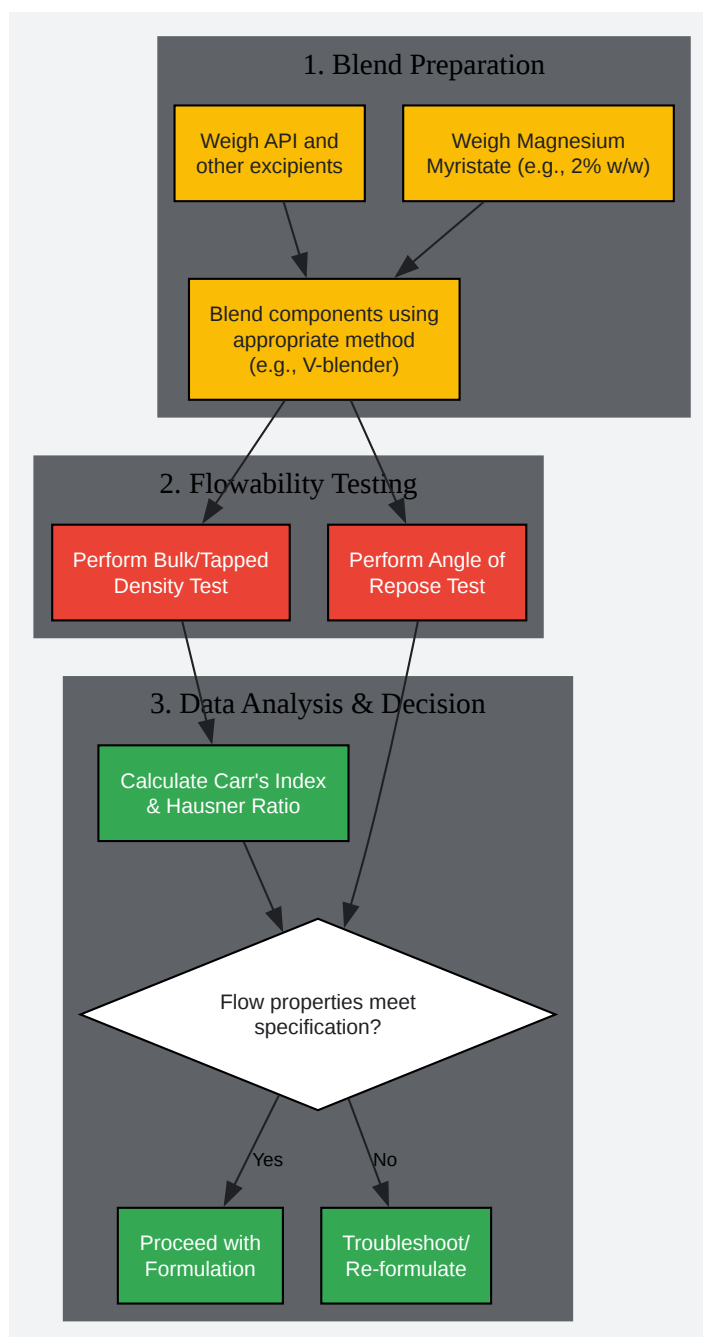 1. Blend Preparation
Weigh API and
other excipients
Weigh Magnesium
Myristate (e.g., 2% w/w)
Blend components using
appropriate method
(e.g., V-blender)
2. Flowability Testing
Perform Bulk/Tapped
Density Test
Perform Angle of
Repose Test
3. Data Analysis & Decision
Calculate Carr's Index
& Hausner Ratio
Flow properties meet
specification?
Yes
No
Proceed with
Formulation
Troubleshoot/
Re-formulate